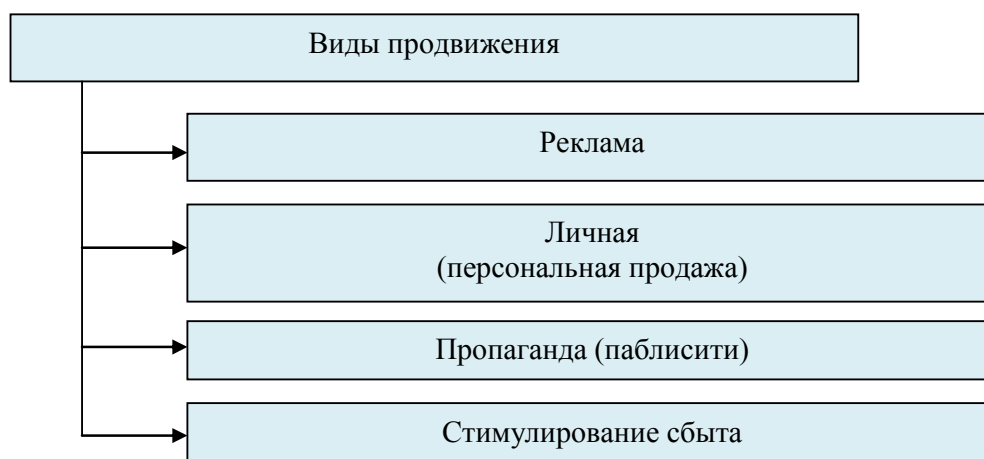 Виды продвижения
Реклама
Личная
(персональная продажа)
Пропаганда (паблисити)
Стимулирование сбыта